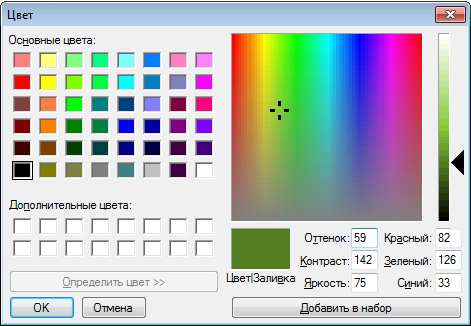 Цвет
Основные цвета:
Дополнительные цвета:
Определить цвет >>
OK
Отмена
Цвет|Заливка
Оттенок: 59
Контраст: 142
Яркость: 75
Красный: 82
Зеленый: 126
Синий: 33
Добавить в набор